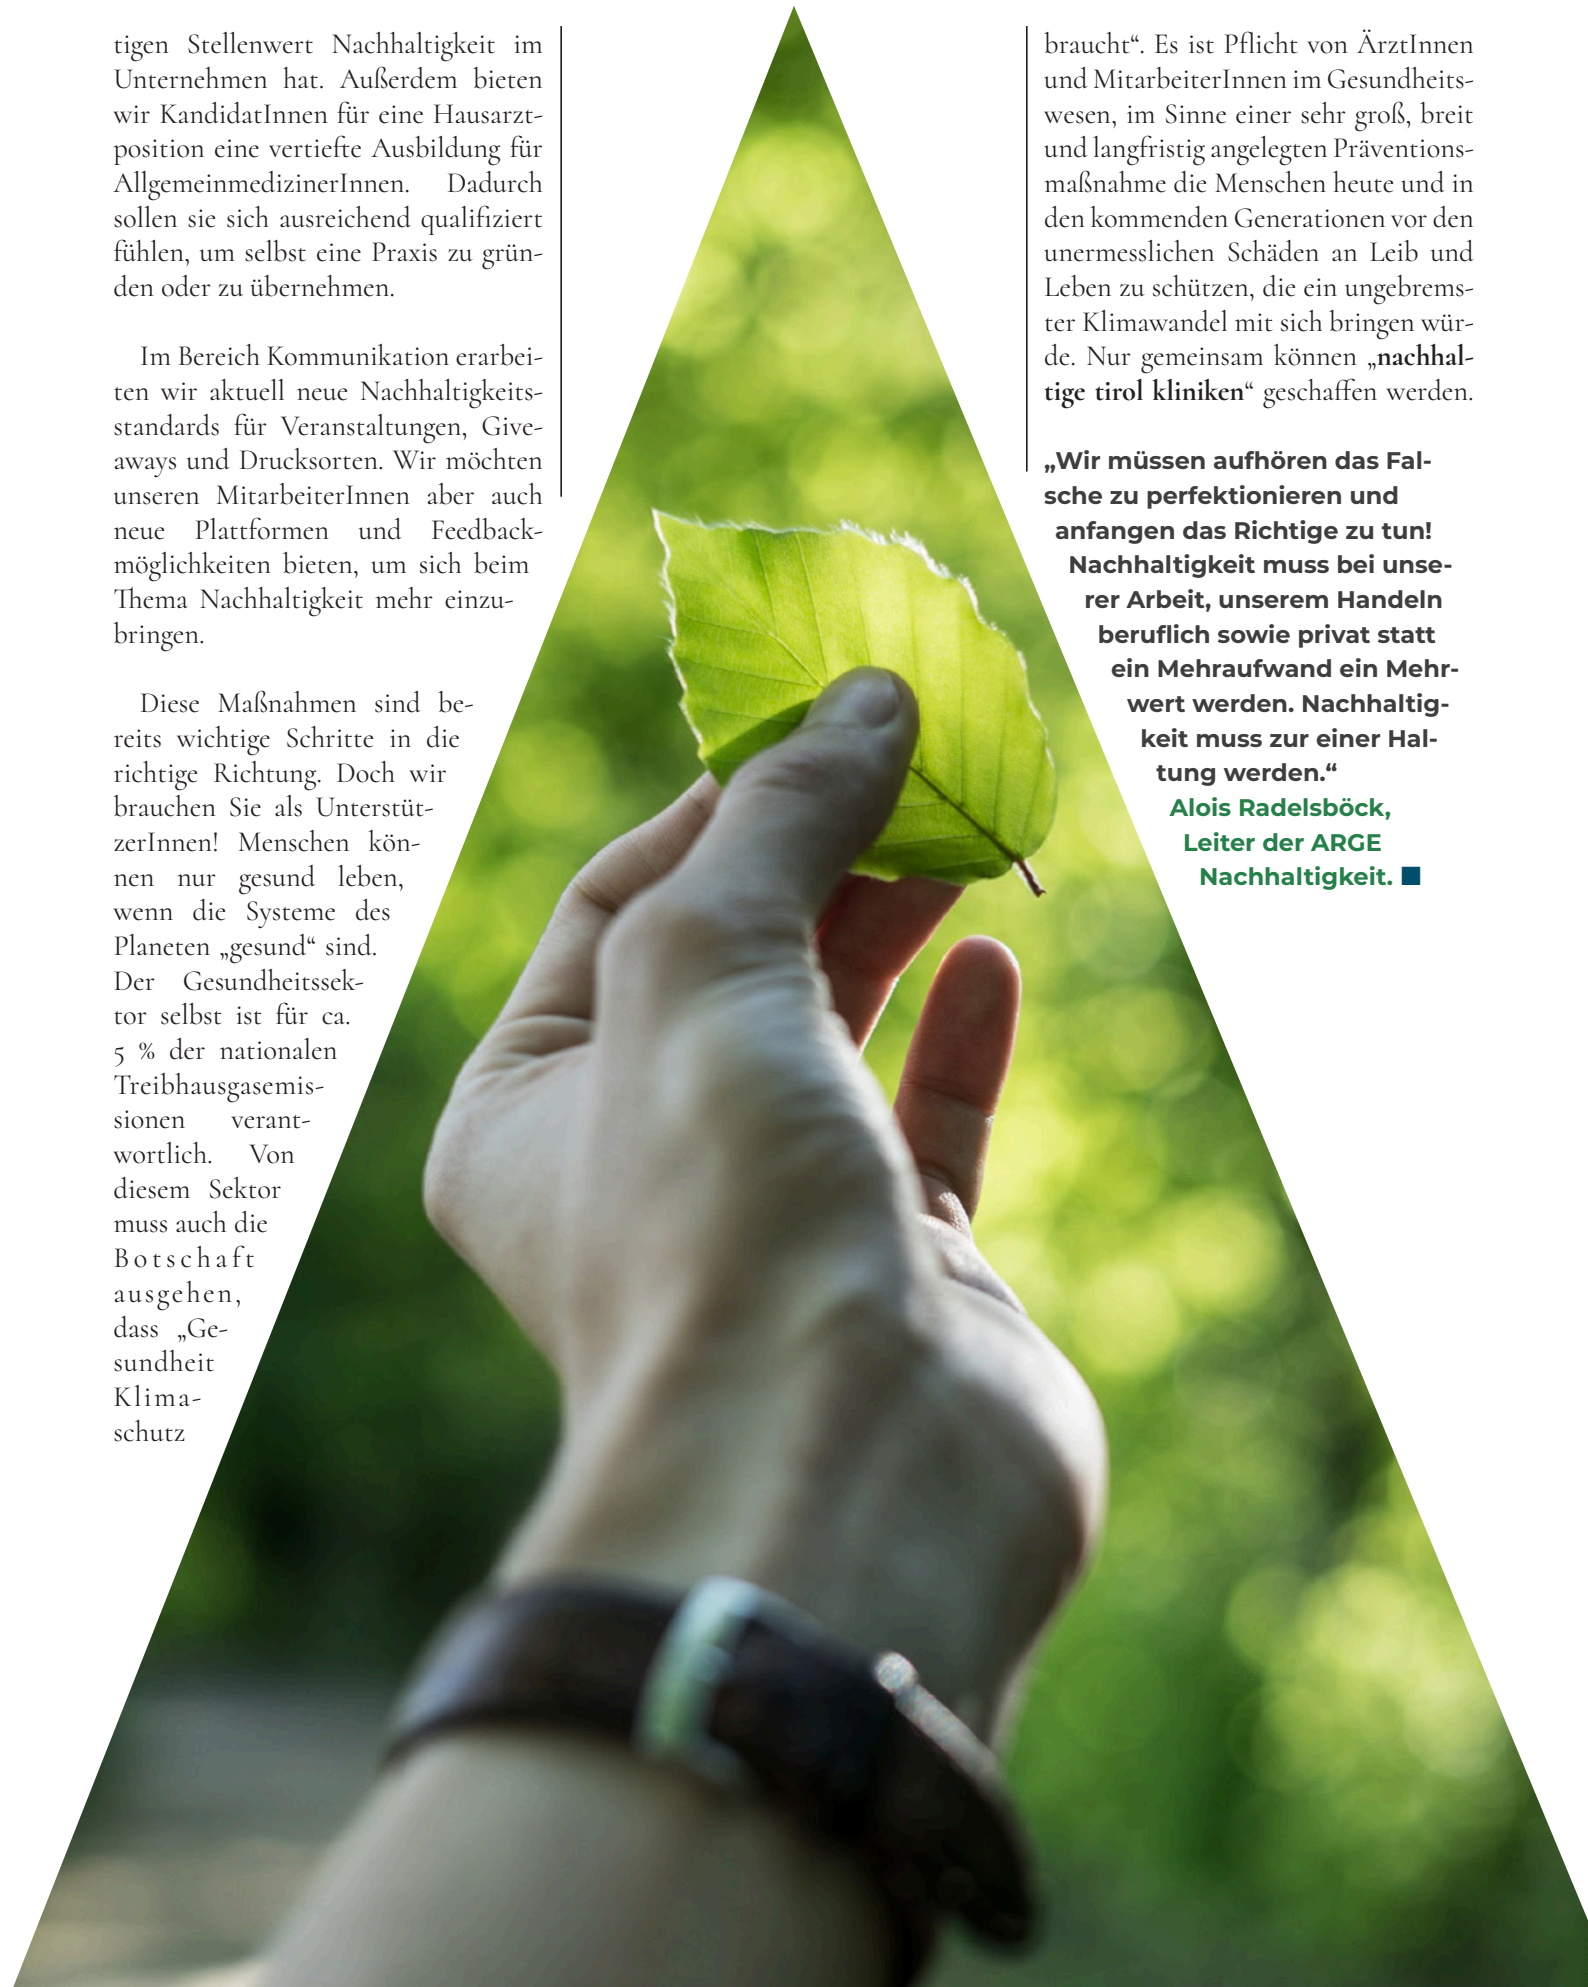 tigen Stellenwert Nachhaltigkeit im
Unternehmen hat. Außerdem bieten
wir KandidatInnen für eine Hausarzt-
position eine vertiefte Ausbildung für
AllgemeinmedizinerInnen. Dadurch
sollen sie sich ausreichend qualifiziert
fühlen, um selbst eine Praxis zu grün-
den oder zu übernehmen.
Im Bereich Kommunikation erarbei-
ten wir aktuell neue Nachhaltigkeits-
standards für Veranstaltungen, Give-
aways und Drucksorten. Wir möchten
unseren MitarbeiterInnen aber auch
neue Plattformen und Feedback-
möglichkeiten bieten, um sich beim
Thema Nachhaltigkeit mehr einzu-
bringen.
Diese Maßnahmen sind be-
reits wichtige Schritte in die
richtige Richtung. Doch wir
brauchen Sie als Unterstüt-
zerInnen! Menschen kön-
nen nur gesund leben,
wenn die Systeme des
Planeten „gesund“ sind.
Der Gesundheitssek-
tor selbst ist für ca.
5 % der nationalen
Treibhausgasemis-
sionen verant-
wortlich. Von
diesem Sektor
muss auch die
Botschaft
ausgehen,
dass „Ge-
sundheit
Klima-
schutz
braucht“. Es ist Pflicht von ÄrztInnen
und MitarbeiterInnen im Gesundheits-
wesen, im Sinne einer sehr groß, breit
und langfristig angelegten Präventions-
maßnahme die Menschen heute und in
den kommenden Generationen vor den
unermesslichen Schäden an Leib und
Leben zu schützen, die ein ungebrems-
ter Klimawandel mit sich bringen wür-
de. Nur gemeinsam können „nachhal-
tige tirol kliniken“ geschaffen werden.
„Wir müssen aufhören das Fal-
sche zu perfektionieren und
anfangen das Richtige zu tun!
Nachhaltigkeit muss bei unse-
rer Arbeit, unserem Handeln
beruflich sowie privat statt
ein Mehraufwand ein Mehr-
wert werden. Nachhaltig-
keit muss zur einer Hal-
tung werden.“
Alois Radelsböck,
Leiter der ARGE
Nachhaltigkeit.